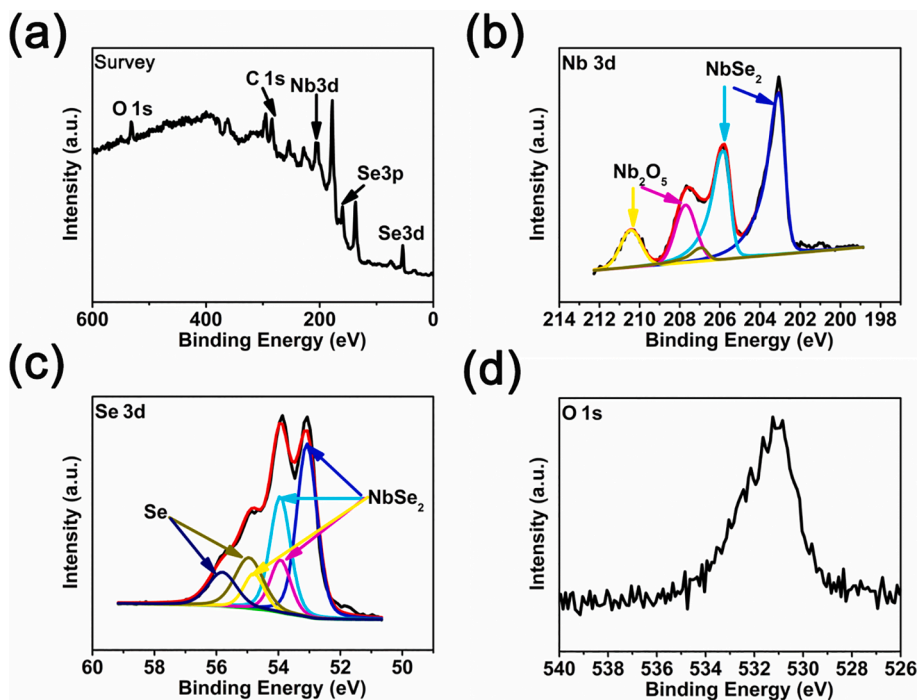 (a)
Survey
O 1s
C 1s
Nb3d
Se3p
Se3d
Intensity (a.u.)
600 400 200 0
Binding Energy (eV)
(b)
Nb 3d
NbSe₂
Nb₂O₅
Intensity (a.u.)
214 212 210 208 206 204 202 200 198
Binding Energy (eV)
(c)
Se 3d
Se
NbSe₂
Intensity (a.u.)
60 58 56 54 52 50
Binding Energy (eV)
(d)
O 1s
Intensity (a.u.)
540 538 536 534 532 530 528 526
Binding Energy (eV)